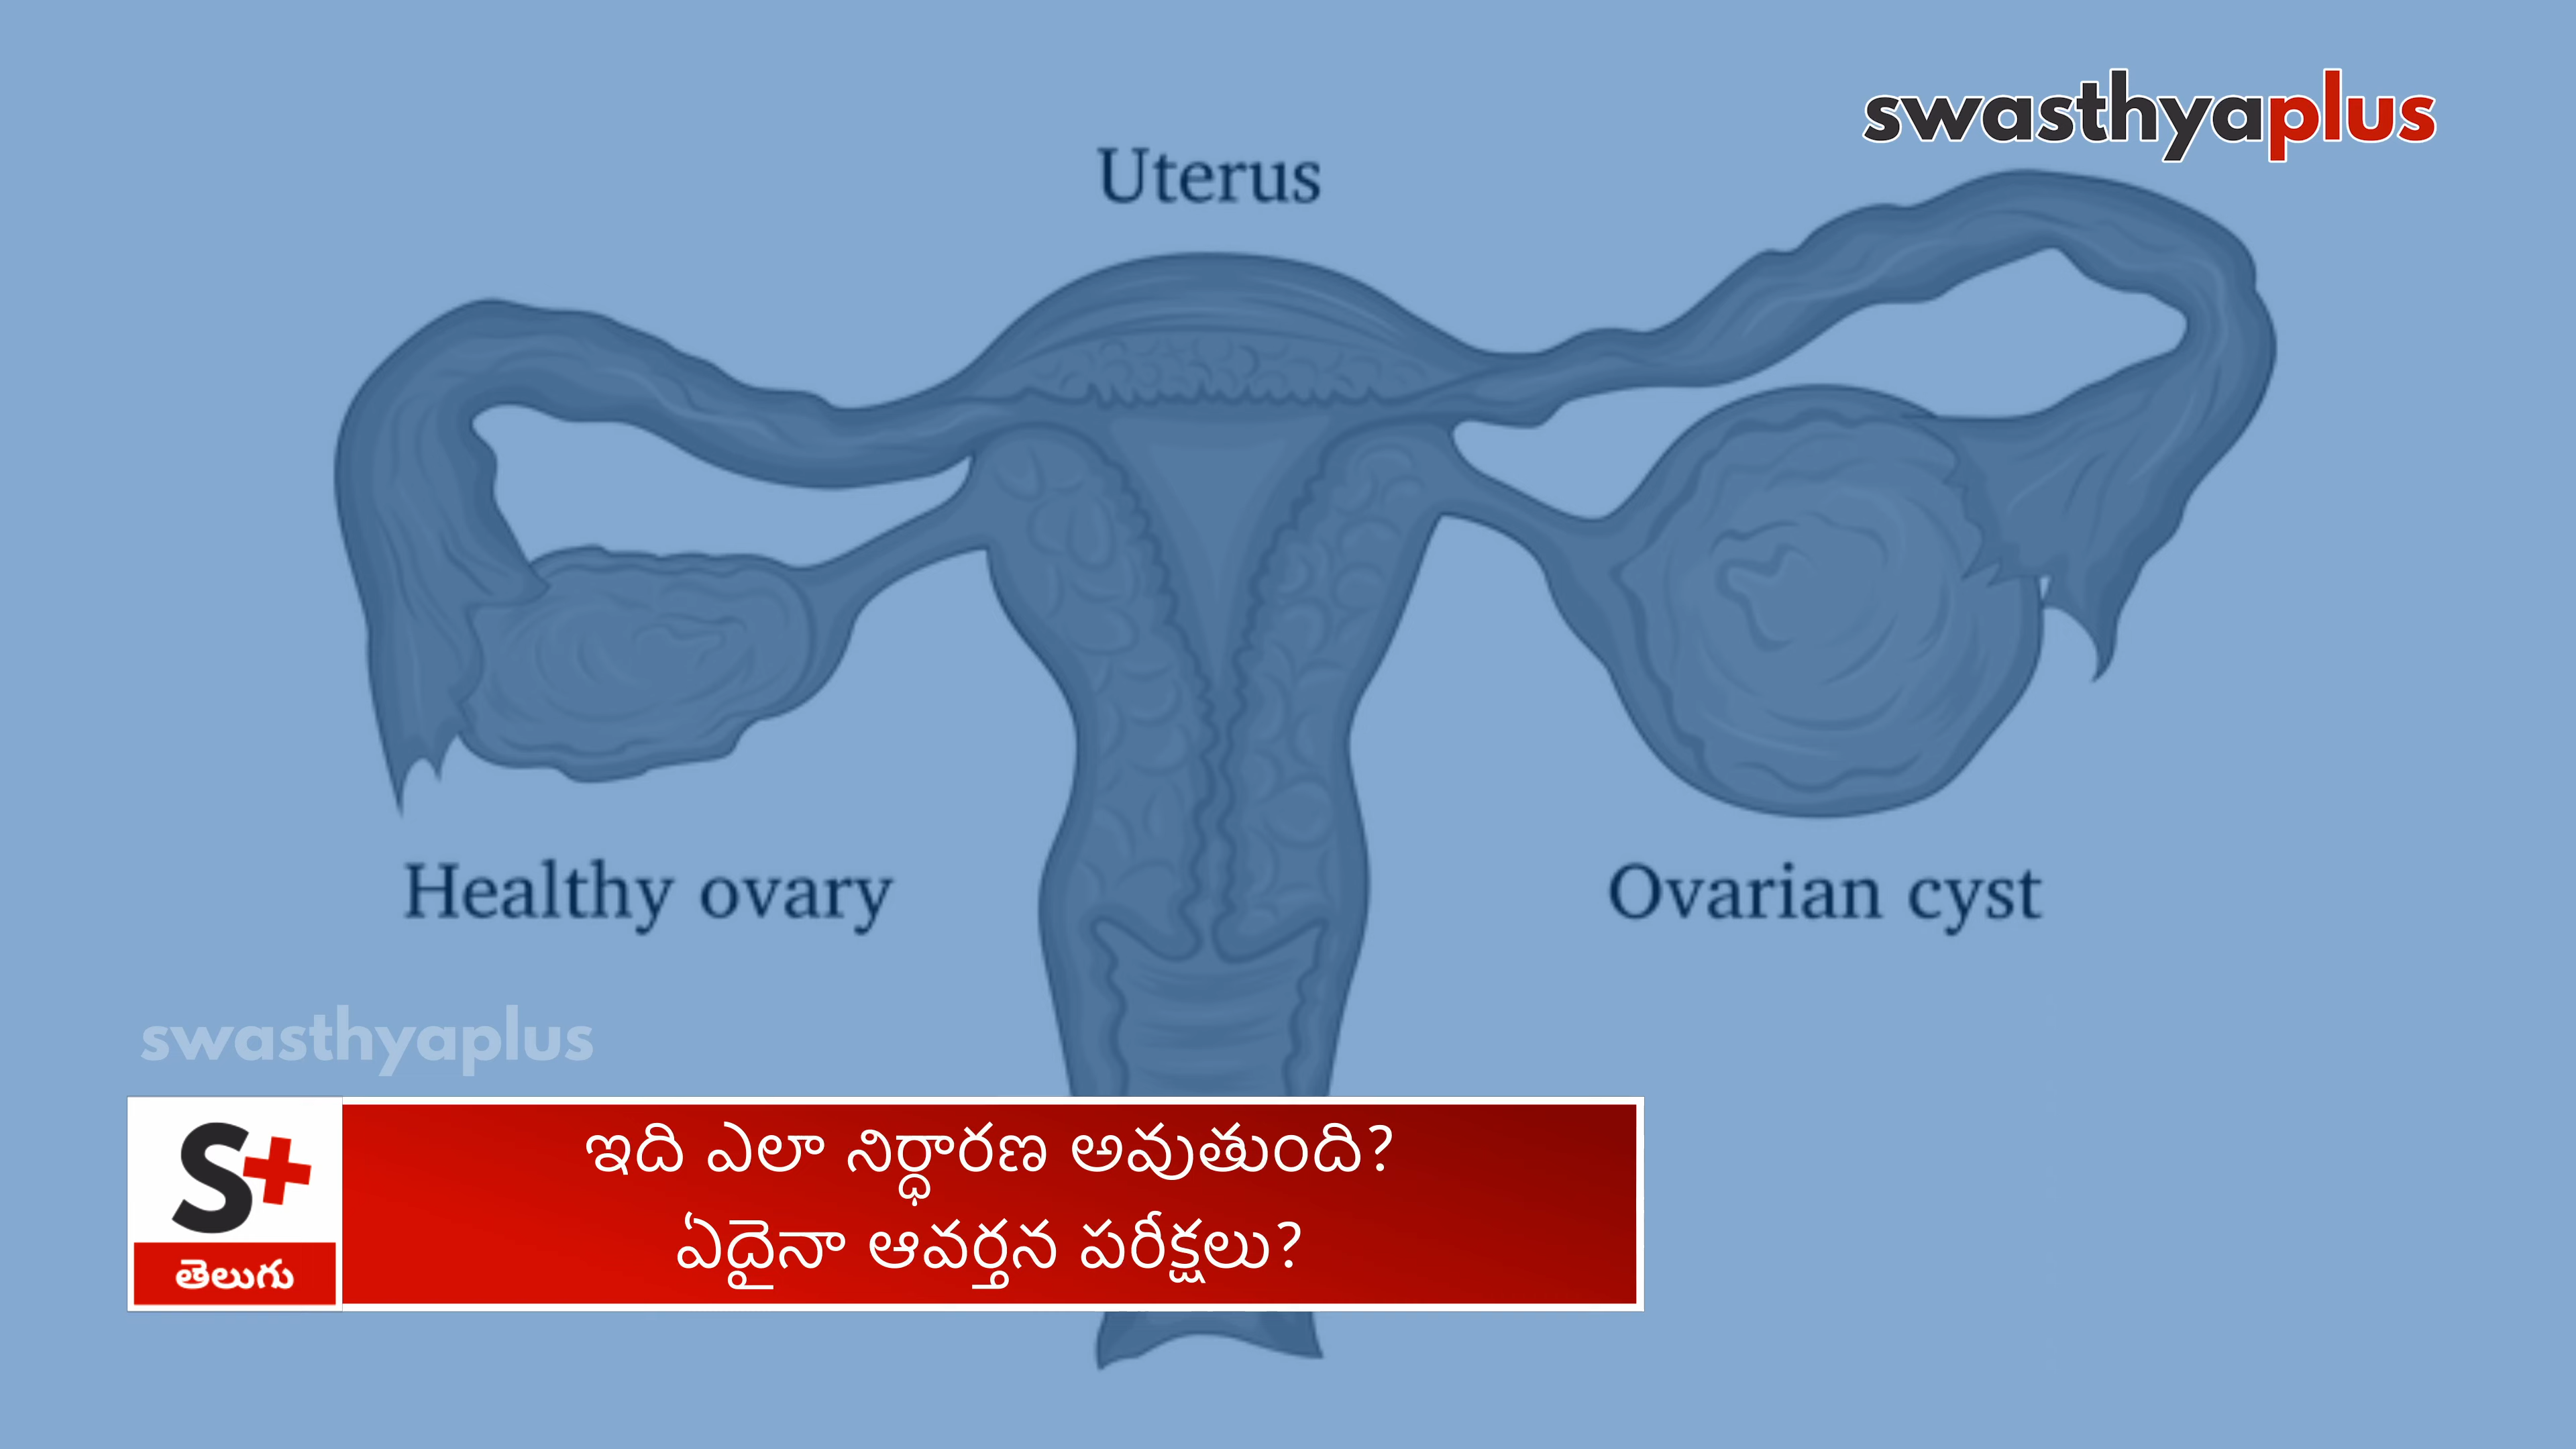 swasthyaplus
Uterus
Healthy ovary
Ovarian cyst
swasthyaplus
S+
తెలుగు
ఇది ఎలా నిర్ధారణ అవుతుంది?
ఏదైనా ఆవర్తన పరీక్షలు?